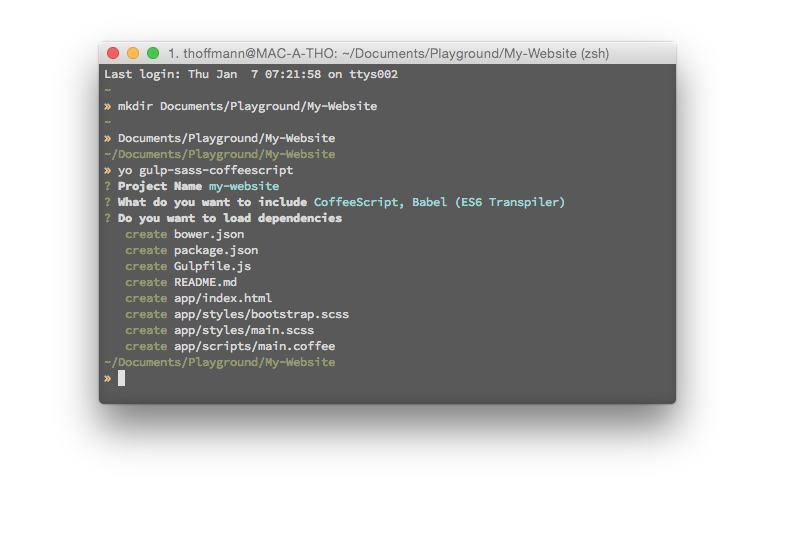 1. thoffmann@MAC-A-THO: ~/Documents/Playground/My-Website (zsh)
Last login: Thu Jan  7 07:21:58 on ttys002
~
» mkdir Documents/Playground/My-Website
~
» Documents/Playground/My-Website
~/Documents/Playground/My-Website
» yo gulp-sass-coffeescript
? Project Name my-website
? What do you want to include CoffeeScript, Babel (ES6 Transpiler)
? Do you want to load dependencies
   create bower.json
   create package.json
   create Gulpfile.js
   create README.md
   create app/index.html
   create app/styles/bootstrap.scss
   create app/styles/main.scss
   create app/scripts/main.coffee
~/Documents/Playground/My-Website
»